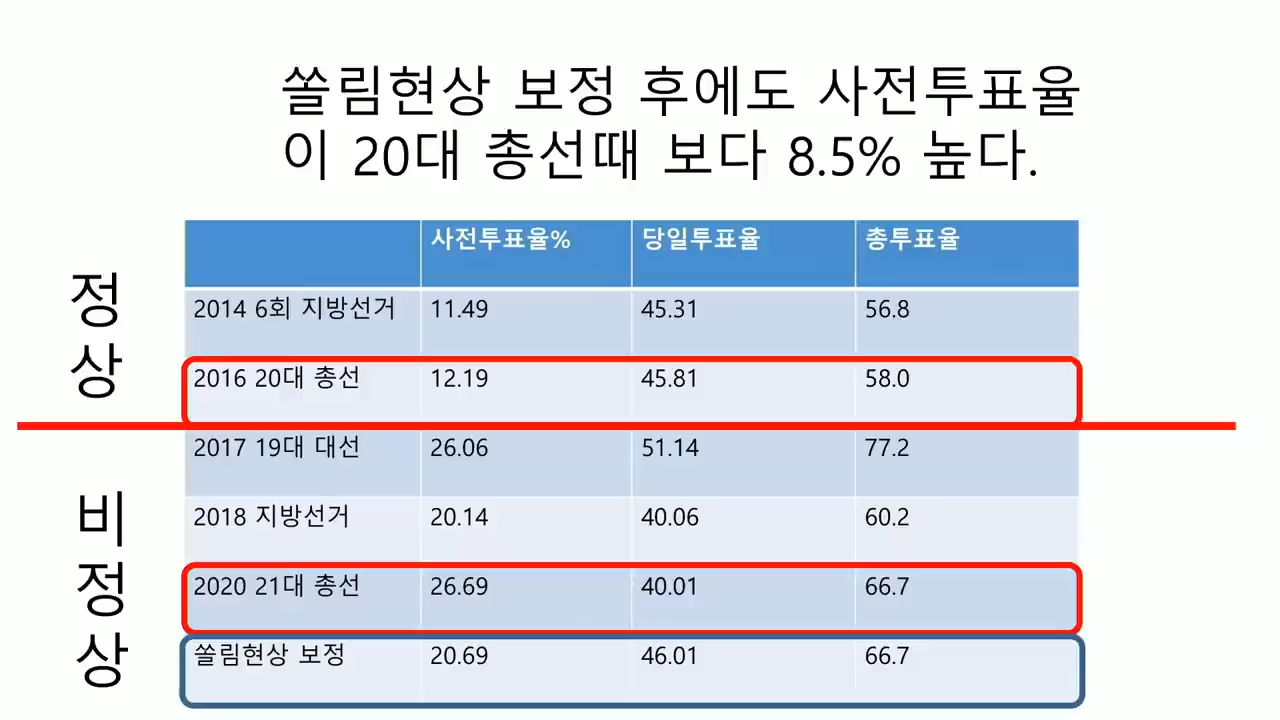 쏠림현상 보정 후에도 사전투표율
이 20대 총선때 보다 8.5% 높다.
사전투표율% 당일투표율 총투표율
정상
2014 6회 지방선거 11.49 45.31 56.8
2016 20대 총선 12.19 45.81 58.0
비정상
2017 19대 대선 26.06 51.14 77.2
2018 지방선거 20.14 40.06 60.2
2020 21대 총선 26.69 40.01 66.7
쏠림현상 보정 20.69 46.01 66.7